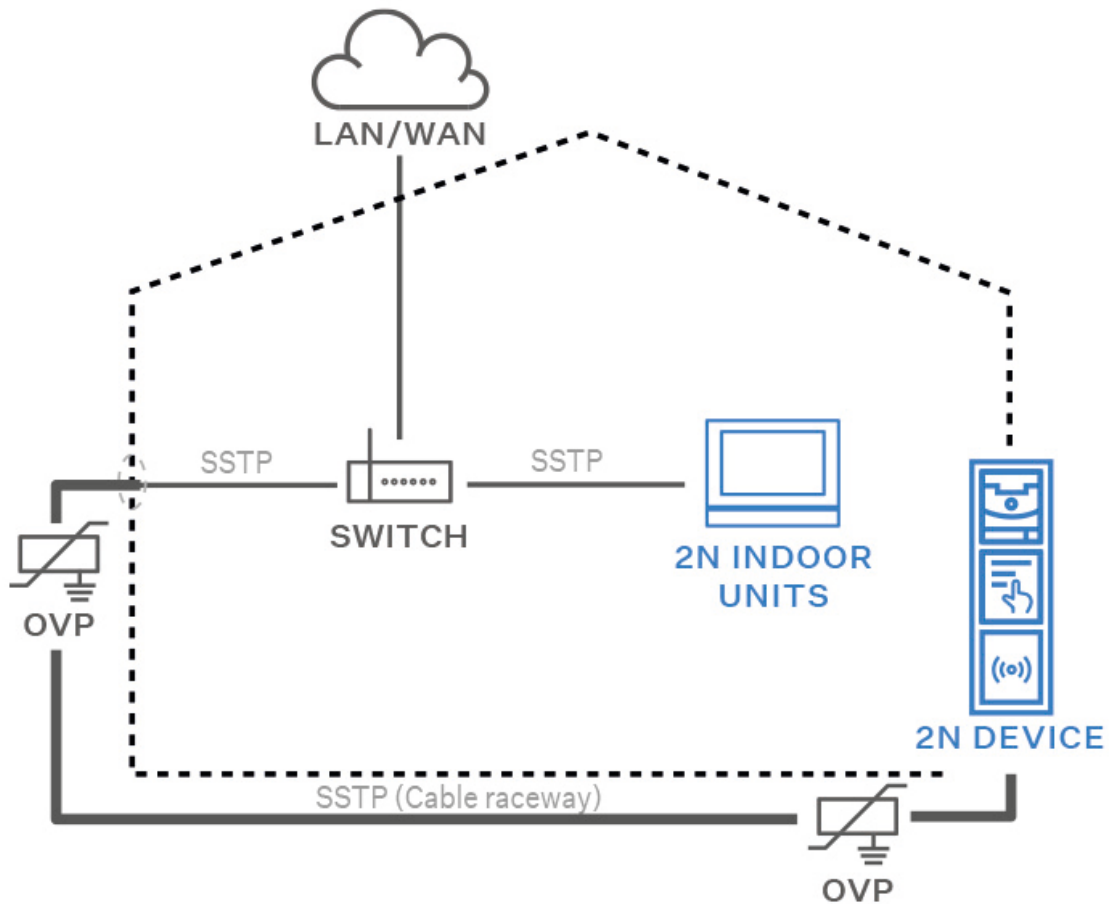 LAN/WAN
SSTP
SSTP
SWITCH
2N INDOOR
UNITS
OVP
2N DEVICE
SSTP (Cable raceway)
OVP